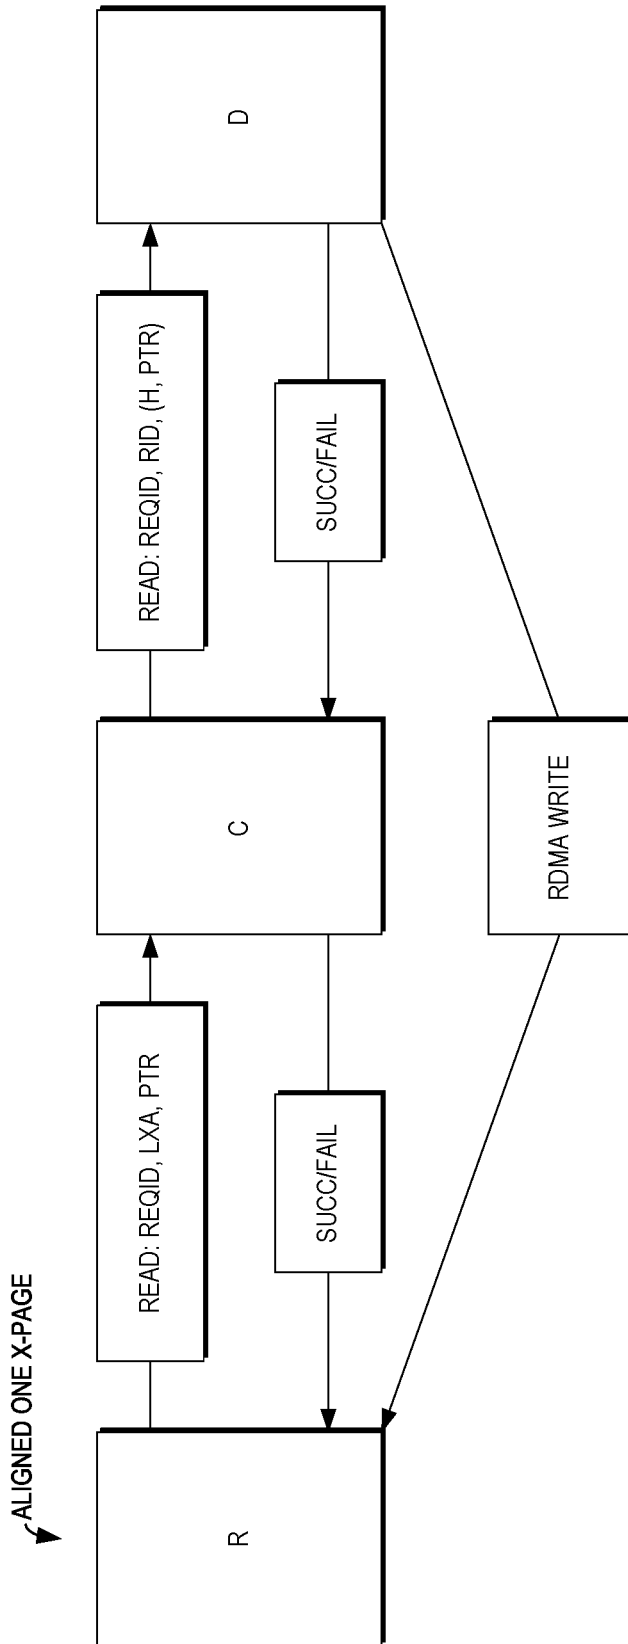 ALIGNED ONE X-PAGE
R
READ: REQID, LXA, PTR
C
READ: REQID, RID, (H, PTR)
D
SUCC/FAIL
SUCC/FAIL
RDMA WRITE